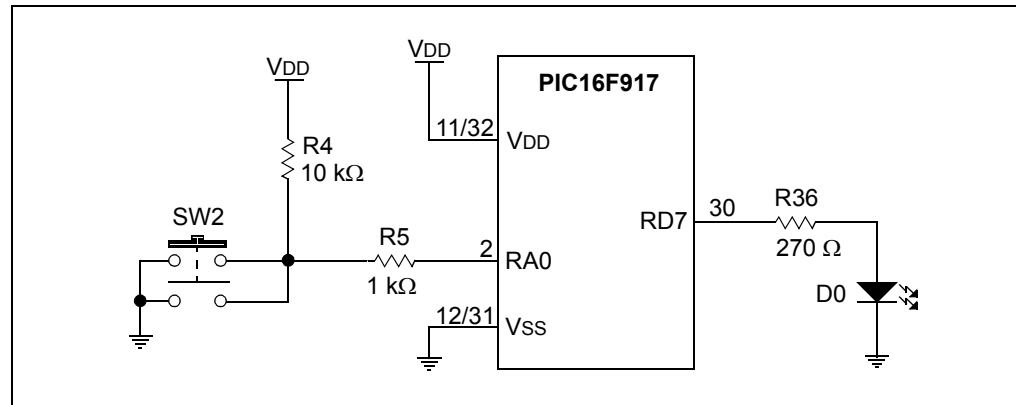 VDD
VDD
PIC16F917
11/32
VDD
R4
10 kΩ
SW2
R5
1 kΩ
2
RA0
RD7
30
R36
270 Ω
D0
12/31
VSS